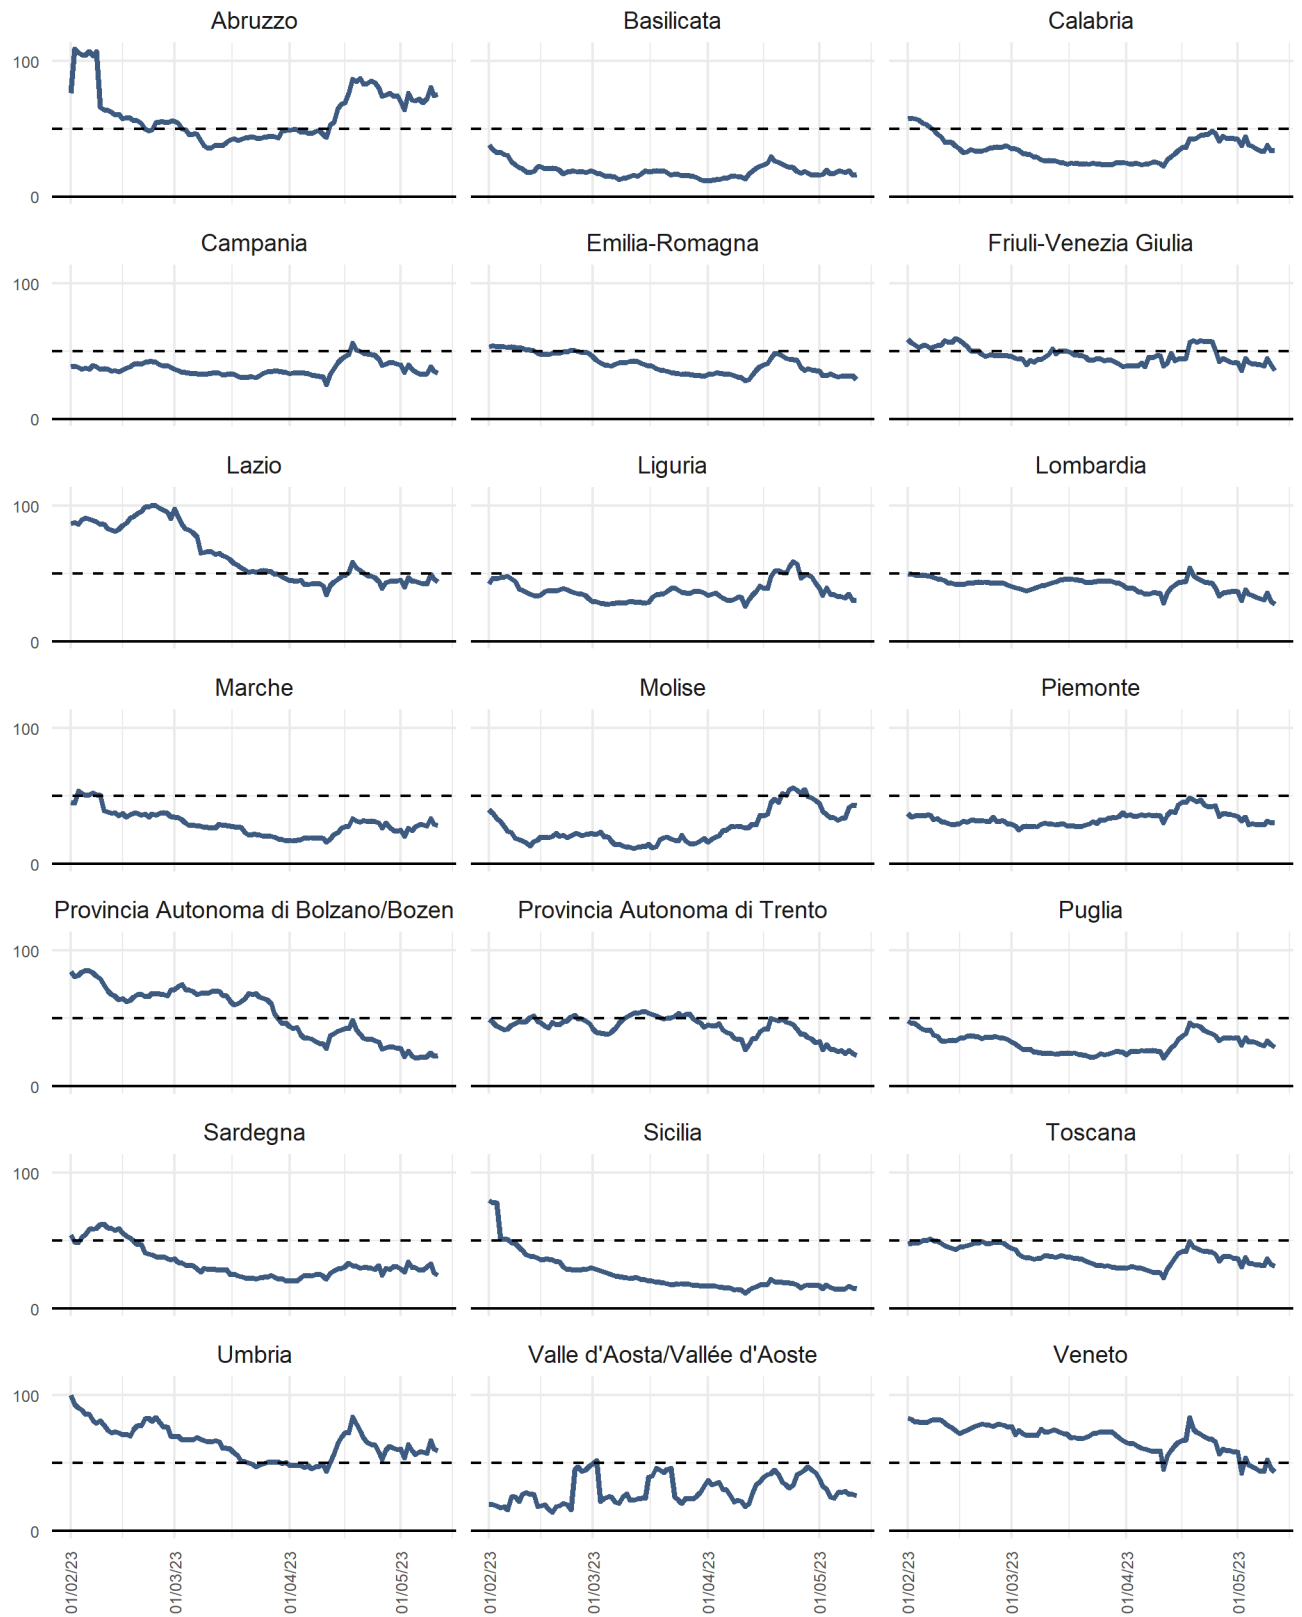 Abruzzo
Basilicata
Calabria
100
0
Campania
Emilia-Romagna
Friuli-Venezia Giulia
100
0
Lazio
Liguria
Lombardia
100
0
Marche
Molise
Piemonte
100
0
Provincia Autonoma di Bolzano/Bozen
Provincia Autonoma di Trento
Puglia
100
0
Sardegna
Sicilia
Toscana
100
0
Umbria
Valle d'Aosta/Vallée d'Aoste
Veneto
100
0
01/02/23
01/03/23
01/04/23
01/05/23
01/02/23
01/03/23
01/04/23
01/05/23
01/02/23
01/03/23
01/04/23
01/05/23